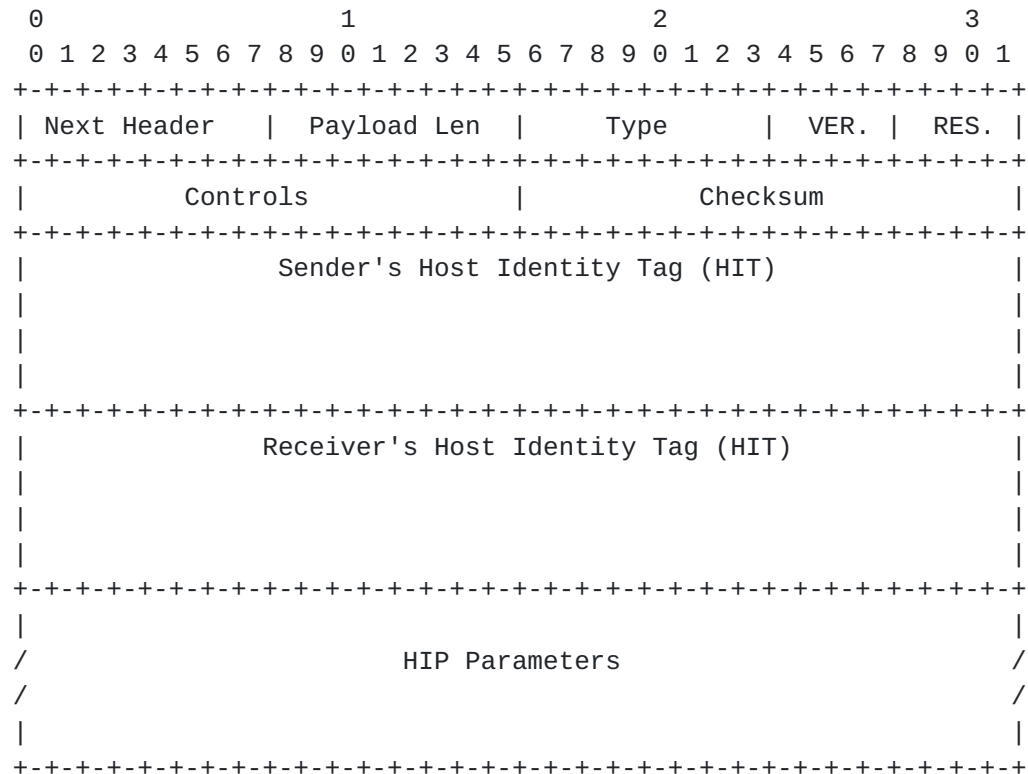 0                   1                   2                   3
 0 1 2 3 4 5 6 7 8 9 0 1 2 3 4 5 6 7 8 9 0 1 2 3 4 5 6 7 8 9 0 1
+-+-+-+-+-+-+-+-+-+-+-+-+-+-+-+-+-+-+-+-+-+-+-+-+-+-+-+-+-+-+-+-+
| Next Header   |  Payload Len  |     Type      |  VER. |  RES. |
+-+-+-+-+-+-+-+-+-+-+-+-+-+-+-+-+-+-+-+-+-+-+-+-+-+-+-+-+-+-+-+-+
|          Controls             |           Checksum            |
+-+-+-+-+-+-+-+-+-+-+-+-+-+-+-+-+-+-+-+-+-+-+-+-+-+-+-+-+-+-+-+-+
|                Sender's Host Identity Tag (HIT)               |
|                                                               |
|                                                               |
|                                                               |
+-+-+-+-+-+-+-+-+-+-+-+-+-+-+-+-+-+-+-+-+-+-+-+-+-+-+-+-+-+-+-+-+
|               Receiver's Host Identity Tag (HIT)              |
|                                                               |
|                                                               |
|                                                               |
+-+-+-+-+-+-+-+-+-+-+-+-+-+-+-+-+-+-+-+-+-+-+-+-+-+-+-+-+-+-+-+-+
|                                                               |
/                        HIP Parameters                         /
/                                                               /
|                                                               |
+-+-+-+-+-+-+-+-+-+-+-+-+-+-+-+-+-+-+-+-+-+-+-+-+-+-+-+-+-+-+-+-+